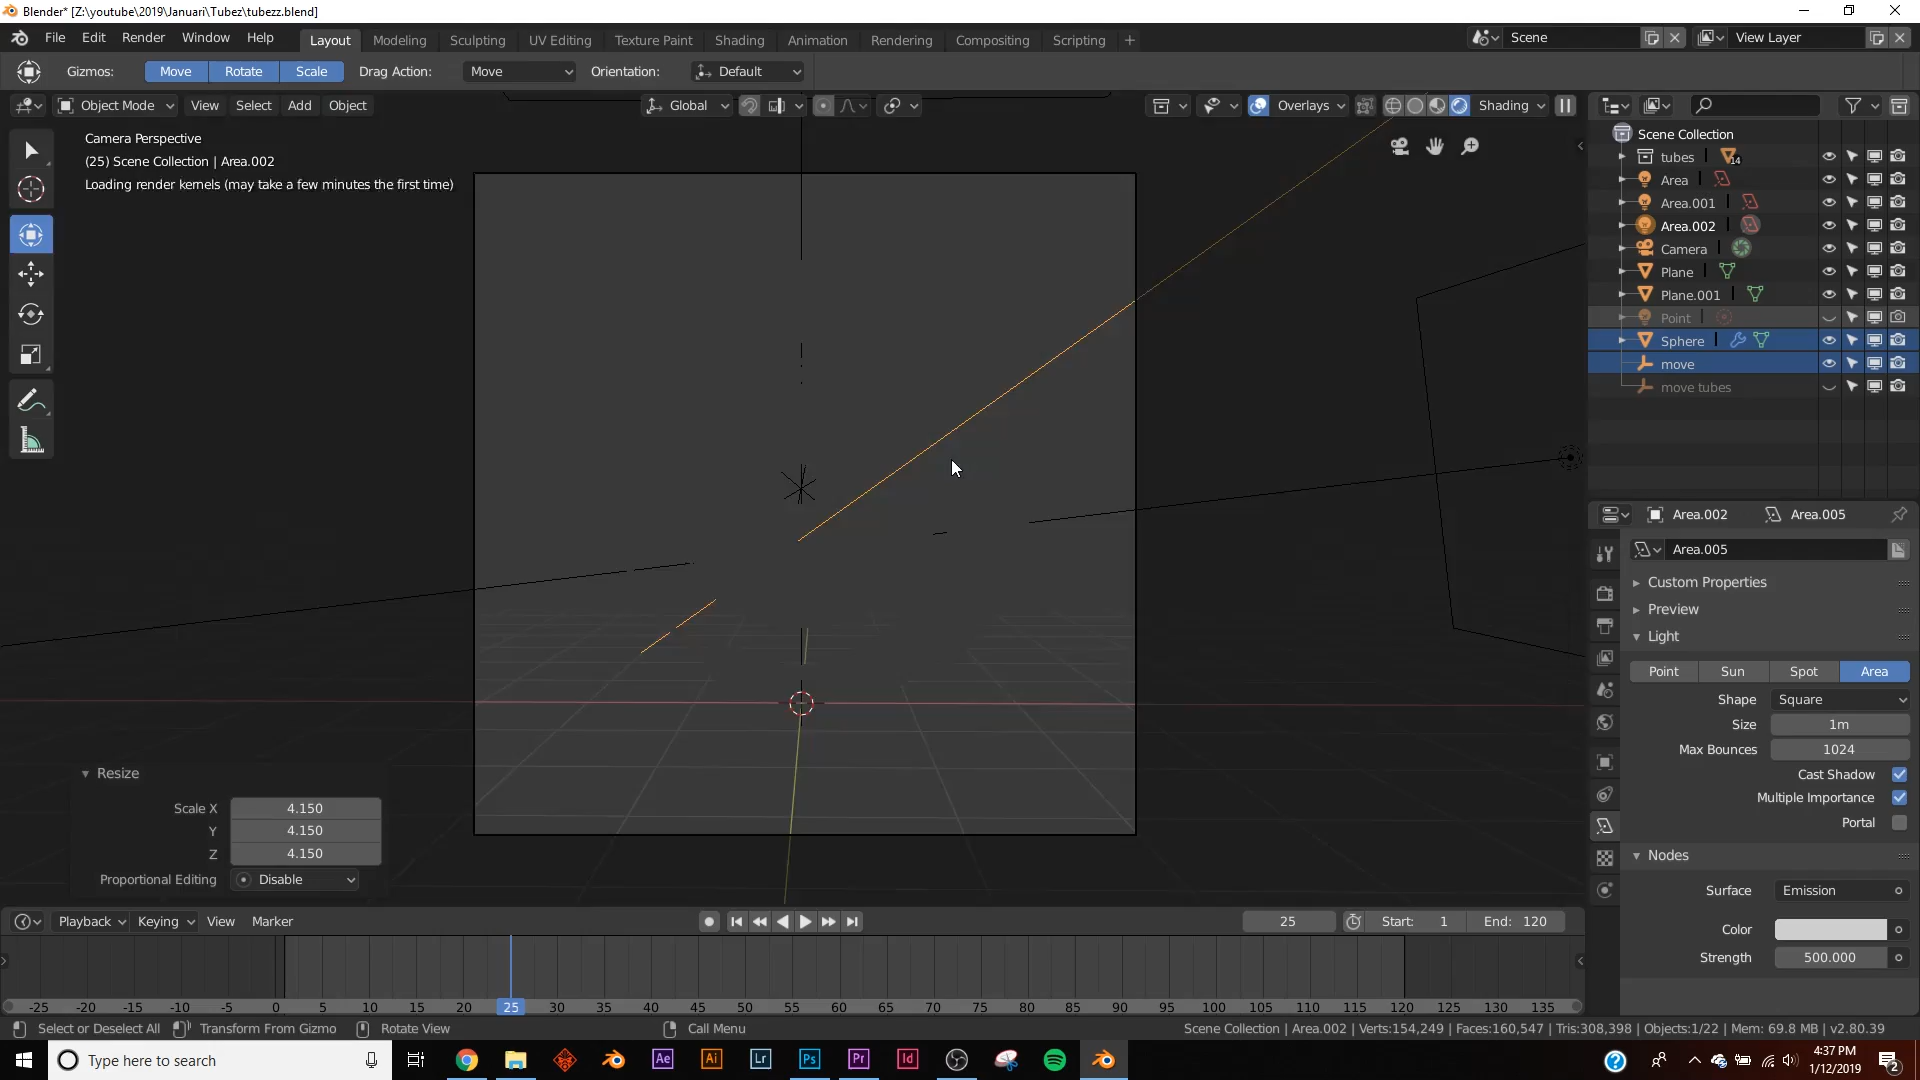 Blender* [Z:\youtube\2019\Januari\Tubez\tubezz.blend]
File Edit Render Window Help Layout Modeling Sculpting UV Editing Texture Paint Shading Animation Rendering Compositing Scripting + Scene View Layer
Gizmos: Move Rotate Scale Drag Action: Move Orientation: Default
Object Mode View Select Add Object Global Overlays Shading
Camera Perspective
(25) Scene Collection | Area.002
Loading render kernels (may take a few minutes the first time)
Scene Collection
tubes 14
Area
Area.001
Area.002
Camera
Plane
Plane.001
Point
Sphere
move
move tubes
Area.002 Area.005
Area.005
Custom Properties
Preview
Light
Point Sun Spot Area
Shape Square
Size 1m
Max Bounces 1024
Cast Shadow
Multiple Importance
Portal
Nodes
Surface Emission
Color
Strength 500.000
Resize
Scale X 4.150
Y 4.150
Z 4.150
Proportional Editing Disable
Playback Keying View Marker 25 Start: 1 End: 120
-25 -20 -15 -10 -5 0 5 10 15 20 25 30 35 40 45 50 55 60 65 70 75 80 85 90 95 100 105 110 115 120 125 130 135
Select or Deselect All Transform From Gizmo Rotate View Call Menu Scene Collection | Area.002 | Verts:154,249 | Faces:160,547 | Tris:308,398 | Objects:1/22 | Mem: 69.8 MB | v2.80.39
Type here to search Ae Ai Lr Ps Pr Id 4:37 PM
1/12/2019 2